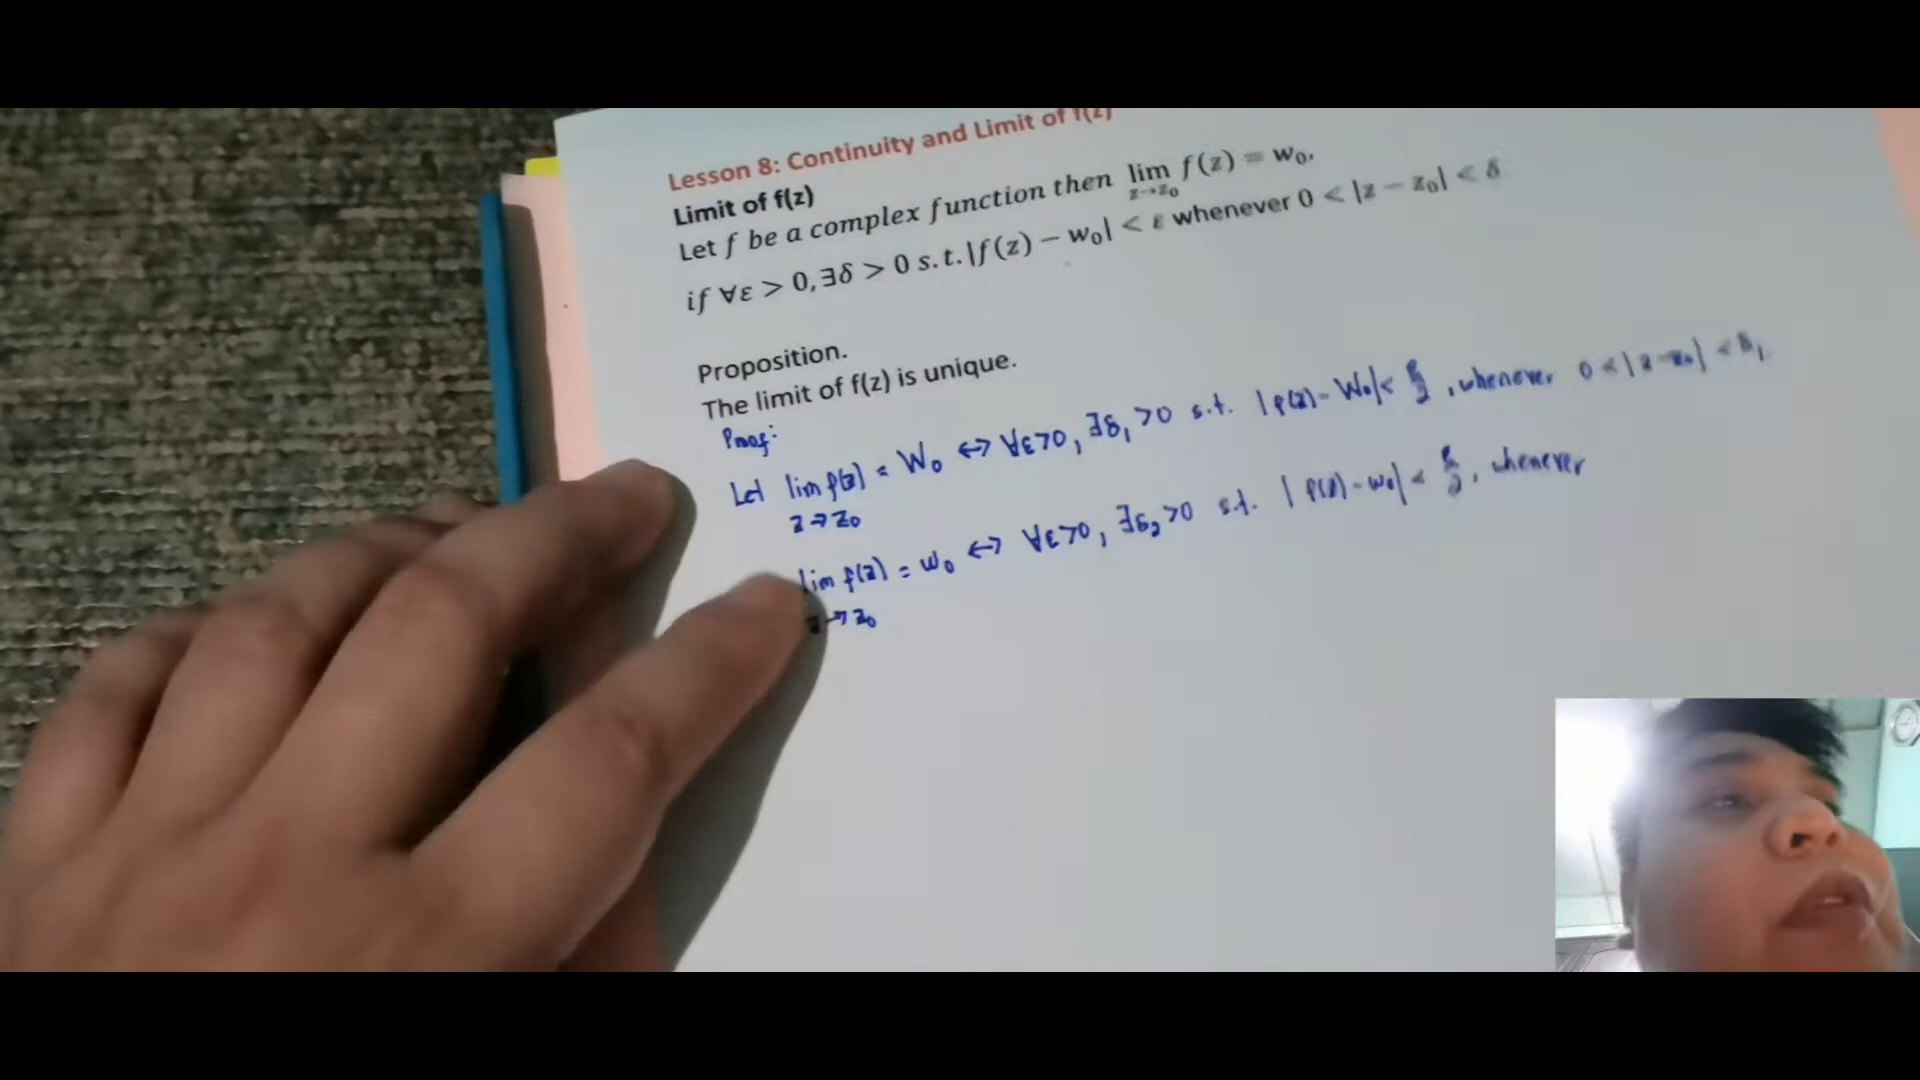 Lesson 8: Continuity and Limit of f(z)
Limit of f(z)
Let f be a complex function then lim z→z₀ f(z) = w₀,
if ∀ε > 0, ∃δ > 0 s.t. |f(z) − w₀| < ε whenever 0 < |z − z₀| < δ
Proposition.
The limit of f(z) is unique.
Proof:
Let lim f(z) = W₀ ↔ ∀ε>0, ∃δ₁ >0 s.t. |f(z) - W₀| < ε/2, whenever 0 < |z - z₀| < δ₁
z → z₀
lim f(z) = w₀ ↔ ∀ε>0, ∃δ₂ >0 s.t. |f(z) - w₀| < ε/2, whenever
z → z₀